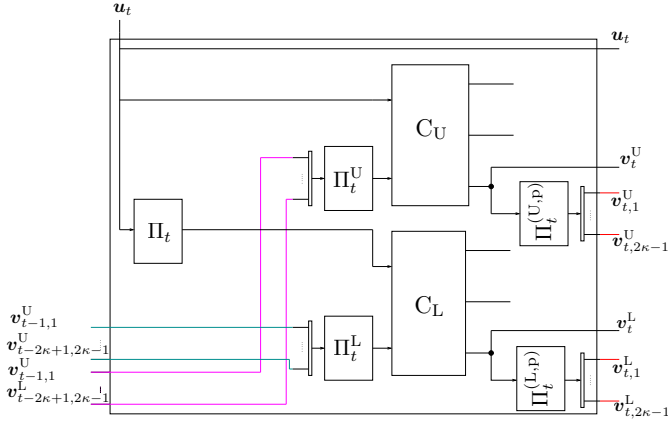 u_t
u_t
C_U
v_t^U
Π_t^U
Π_t^(U,p)
v_{t,1}^U
Π_t
v_{t,2κ−1}^U
C_L
v_{t−1,1}^U
v_t^L
v_{t−2κ+1,2κ−1}^U
Π_t^L
v_{t−1,1}^U
Π_t^(L,p)
v_{t,1}^L
v_{t−2κ+1,2κ−1}^L
v_{t,2κ−1}^L